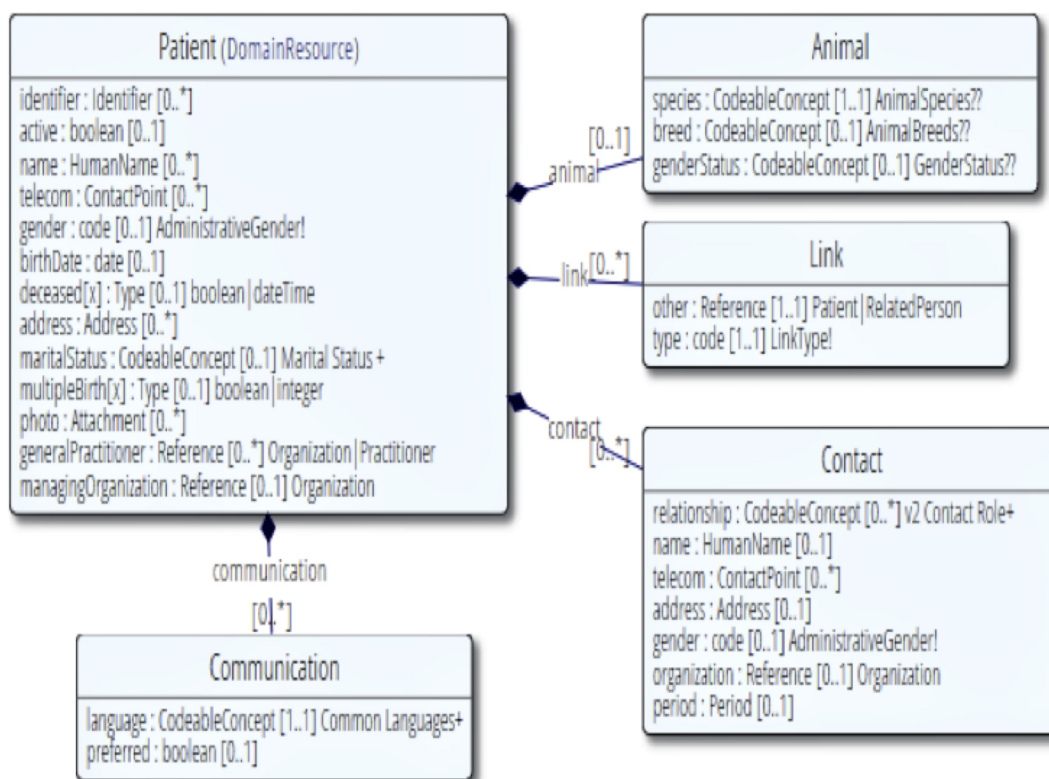 Patient (DomainResource)
identifier : Identifier [0..*]
active : boolean [0..1]
name : HumanName [0..*]
telecom : ContactPoint [0..*]
gender : code [0..1] AdministrativeGender!
birthDate : date [0..1]
deceased[x] : Type [0..1] boolean|dateTime
address : Address [0..*]
maritalStatus : CodeableConcept [0..1] Marital Status +
multipleBirth[x] : Type [0..1] boolean|integer
photo : Attachment [0..*]
generalPractitioner : Reference [0..*] Organization|Practitioner
managingOrganization : Reference [0..1] Organization
[0..1]
animal
Animal
species : CodeableConcept [1..1] AnimalSpecies??
breed : CodeableConcept [0..1] AnimalBreeds??
genderStatus : CodeableConcept [0..1] GenderStatus??
link
[0..*]
Link
other : Reference [1..1] Patient|RelatedPerson
type : code [1..1] LinkType!
contact
[0..*]
Contact
relationship : CodeableConcept [0..*] v2 Contact Role+
name : HumanName [0..1]
telecom : ContactPoint [0..*]
address : Address [0..1]
gender : code [0..1] AdministrativeGender!
organization : Reference [0..1] Organization
period : Period [0..1]
communication
[0..*]
Communication
language : CodeableConcept [1..1] Common Languages+
preferred : boolean [0..1]